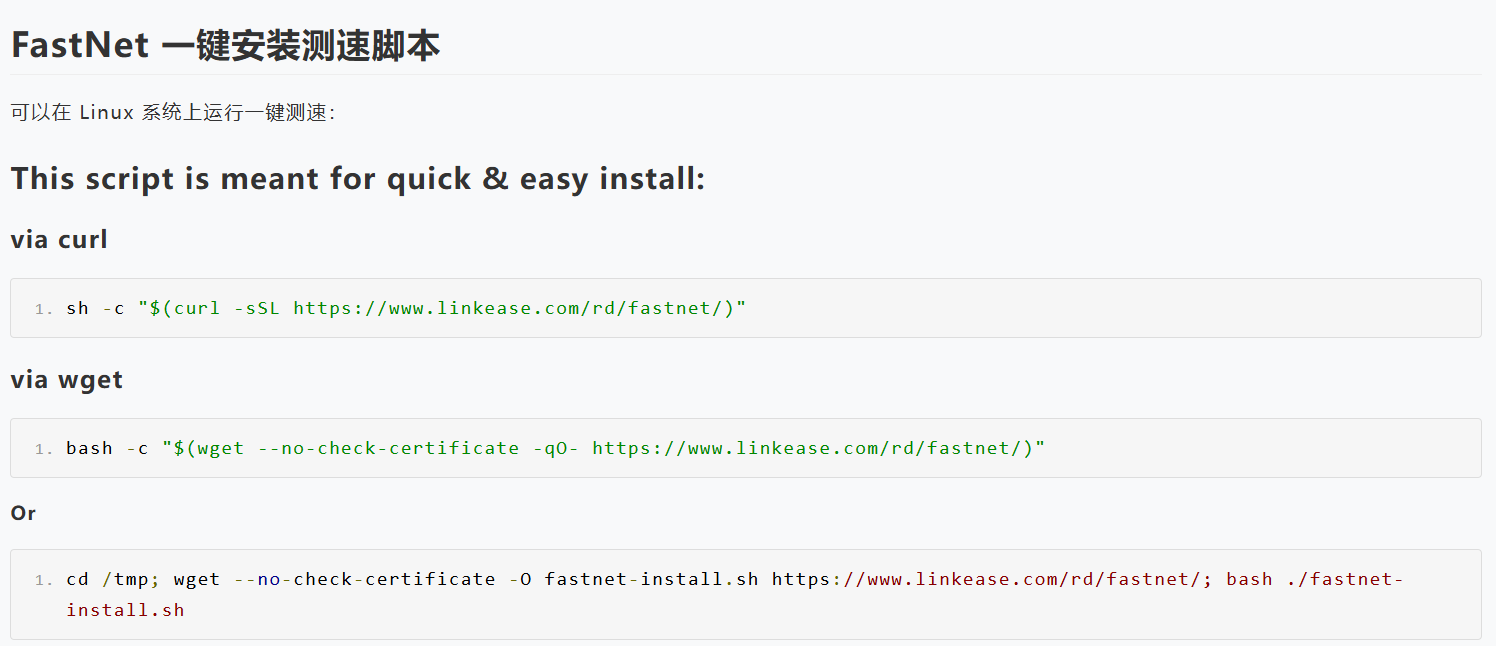 FastNet 一键安装测速脚本
可以在 Linux 系统上运行一键测速：
This script is meant for quick & easy install:
via curl
1. sh -c "$(curl -sSL https://www.linkease.com/rd/fastnet/)"
via wget
1. bash -c "$(wget --no-check-certificate -qO- https://www.linkease.com/rd/fastnet/)"
Or
1. cd /tmp; wget --no-check-certificate -O fastnet-install.sh https://www.linkease.com/rd/fastnet/; bash ./fastnet-
install.sh